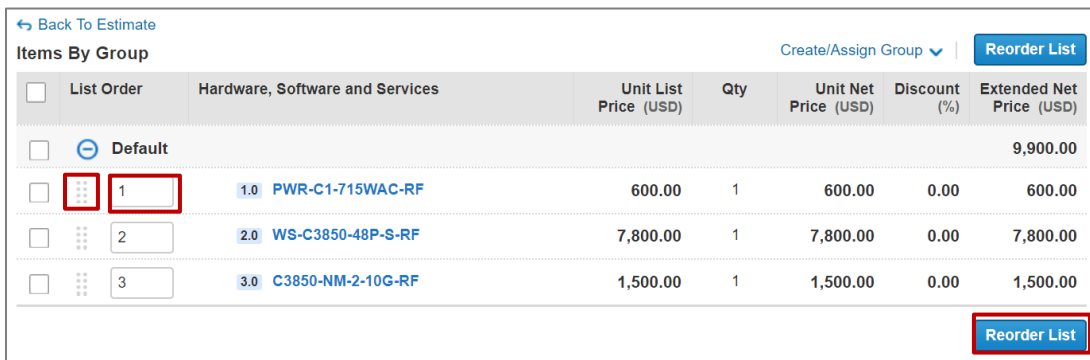 Back To Estimate
Items By Group Create/Assign Group Reorder List
List Order Hardware, Software and Services Unit List Price (USD) Qty Unit Net Price (USD) Discount (%) Extended Net Price (USD)
Default 9,900.00
1 1.0 PWR-C1-715WAC-RF 600.00 1 600.00 0.00 600.00
2 2.0 WS-C3850-48P-S-RF 7,800.00 1 7,800.00 0.00 7,800.00
3 3.0 C3850-NM-2-10G-RF 1,500.00 1 1,500.00 0.00 1,500.00
Reorder List